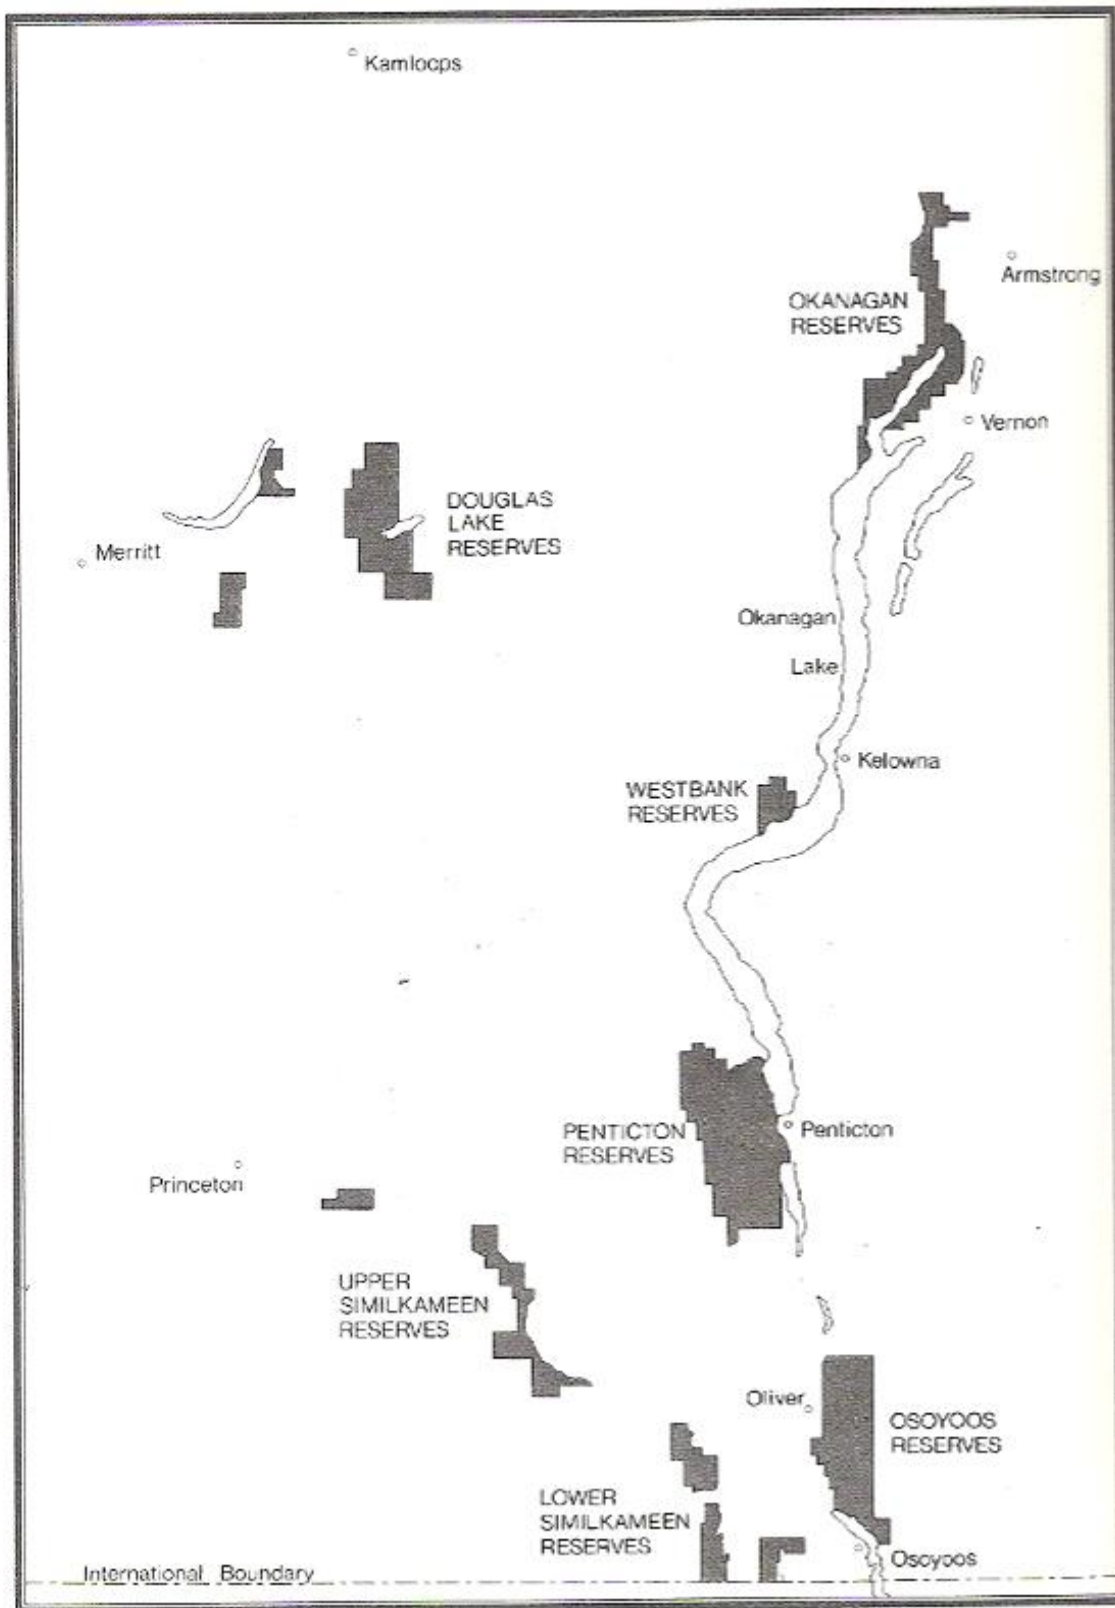 Kamloops
Armstrong
OKANAGAN
RESERVES
Vernon
DOUGLAS
LAKE
RESERVES
Merritt
Okanagan
Lake
Kelowna
WESTBANK
RESERVES
PENTICTON
RESERVES
Penticton
Princeton
UPPER
SIMILKAMEEN
RESERVES
Oliver
OSOYOOS
RESERVES
LOWER
SIMILKAMEEN
RESERVES
Osoyoos
International Boundary